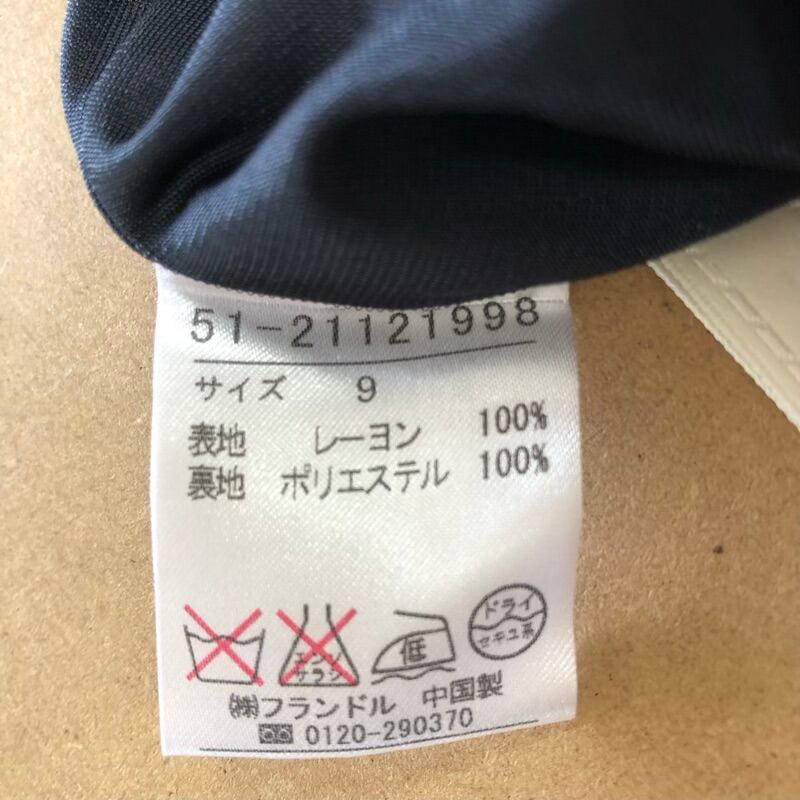 51-21121998
サイズ 9
表地 レーヨン 100%
裏地 ポリエステル 100%
エンソサラシ
低
ドライ
セキユ系
㈱フランドル 中国製
0120-290370